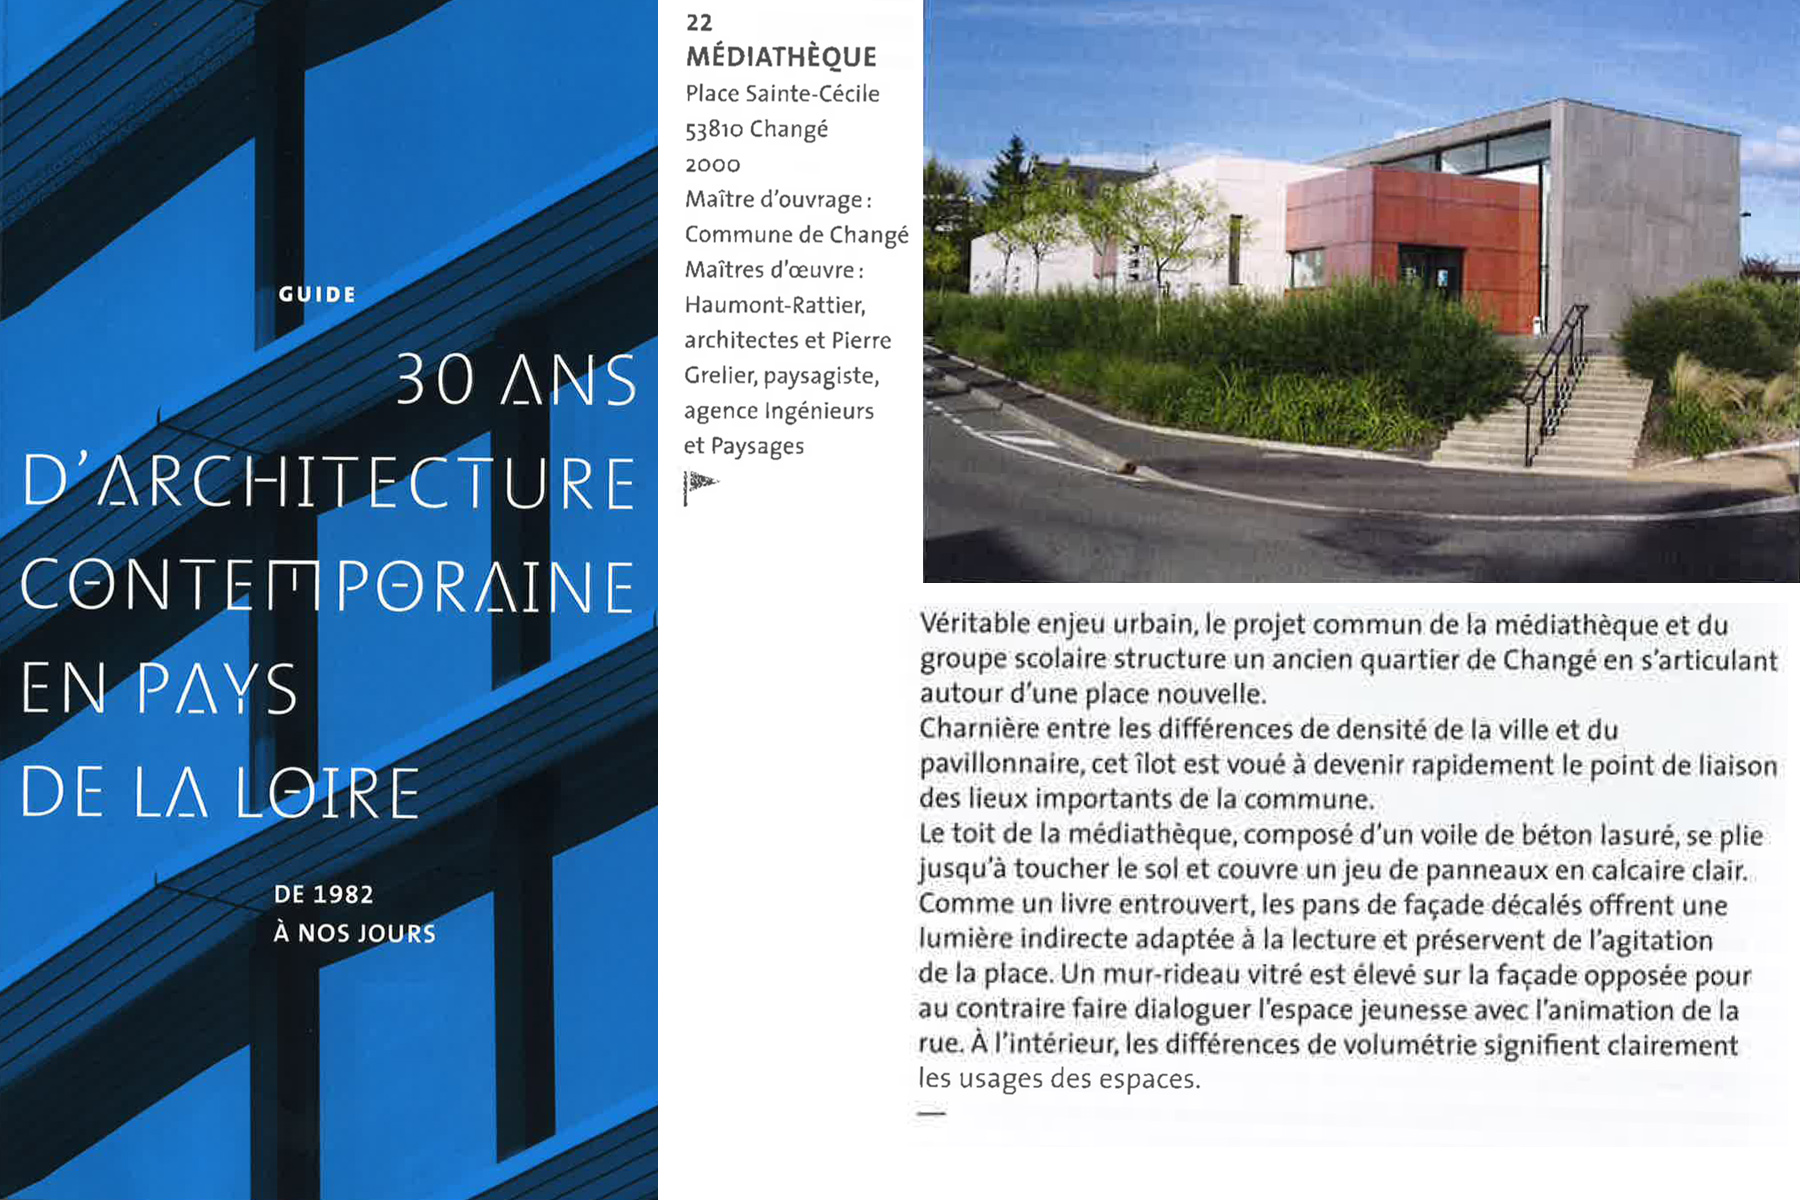 GUIDE
30 ANS
D'ARCHITECTURE
CONTEMPORAINE
EN PAYS
DE LA LOIRE
DE 1982
À NOS JOURS
22
MÉDIATHÈQUE
Place Sainte-Cécile
53810 Changé
2000
Maître d'ouvrage :
Commune de Changé
Maîtres d'œuvre :
Haumont-Rattier,
architectes et Pierre
Grelier, paysagiste,
agence Ingénieurs
et Paysages
Véritable enjeu urbain, le projet commun de la médiathèque et du
groupe scolaire structure un ancien quartier de Changé en s'articulant
autour d'une place nouvelle.
Charnière entre les différences de densité de la ville et du
pavillonnaire, cet îlot est voué à devenir rapidement le point de liaison
des lieux importants de la commune.
Le toit de la médiathèque, composé d'un voile de béton lasuré, se plie
jusqu'à toucher le sol et couvre un jeu de panneaux en calcaire clair.
Comme un livre entrouvert, les pans de façade décalés offrent une
lumière indirecte adaptée à la lecture et préservent de l'agitation
de la place. Un mur-rideau vitré est élevé sur la façade opposée pour
au contraire faire dialoguer l'espace jeunesse avec l'animation de la
rue. À l'intérieur, les différences de volumétrie signifient clairement
les usages des espaces.